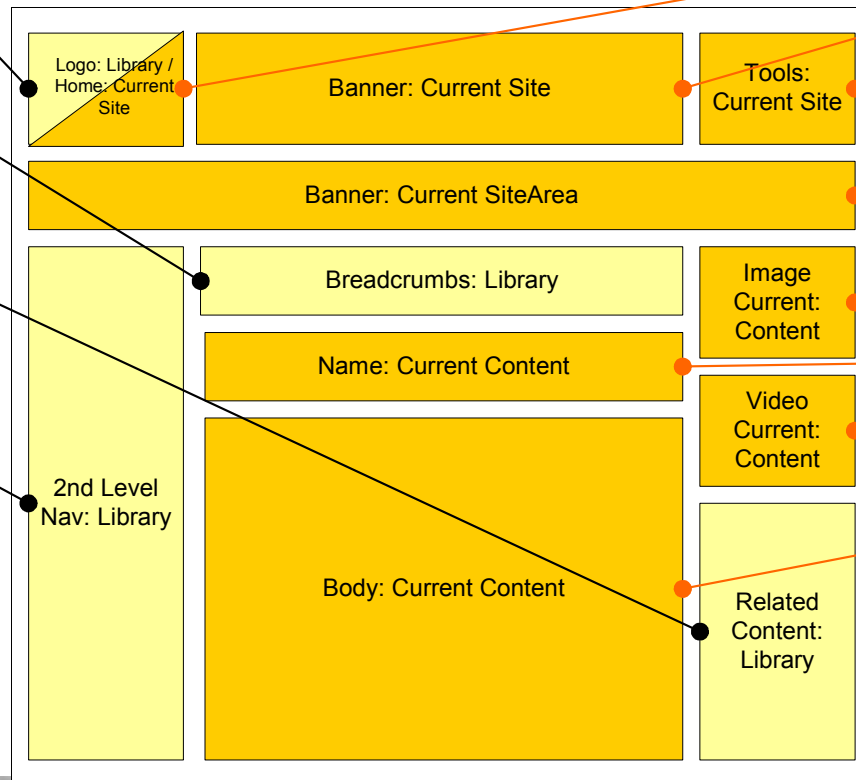 Logo: Library /
Home: Current
Site
Banner: Current Site
Tools:
Current Site
Banner: Current SiteArea
Breadcrumbs: Library
Image
Current:
Content
Name: Current Content
Video
Current:
Content
2nd Level
Nav: Library
Body: Current Content
Related
Content:
Library